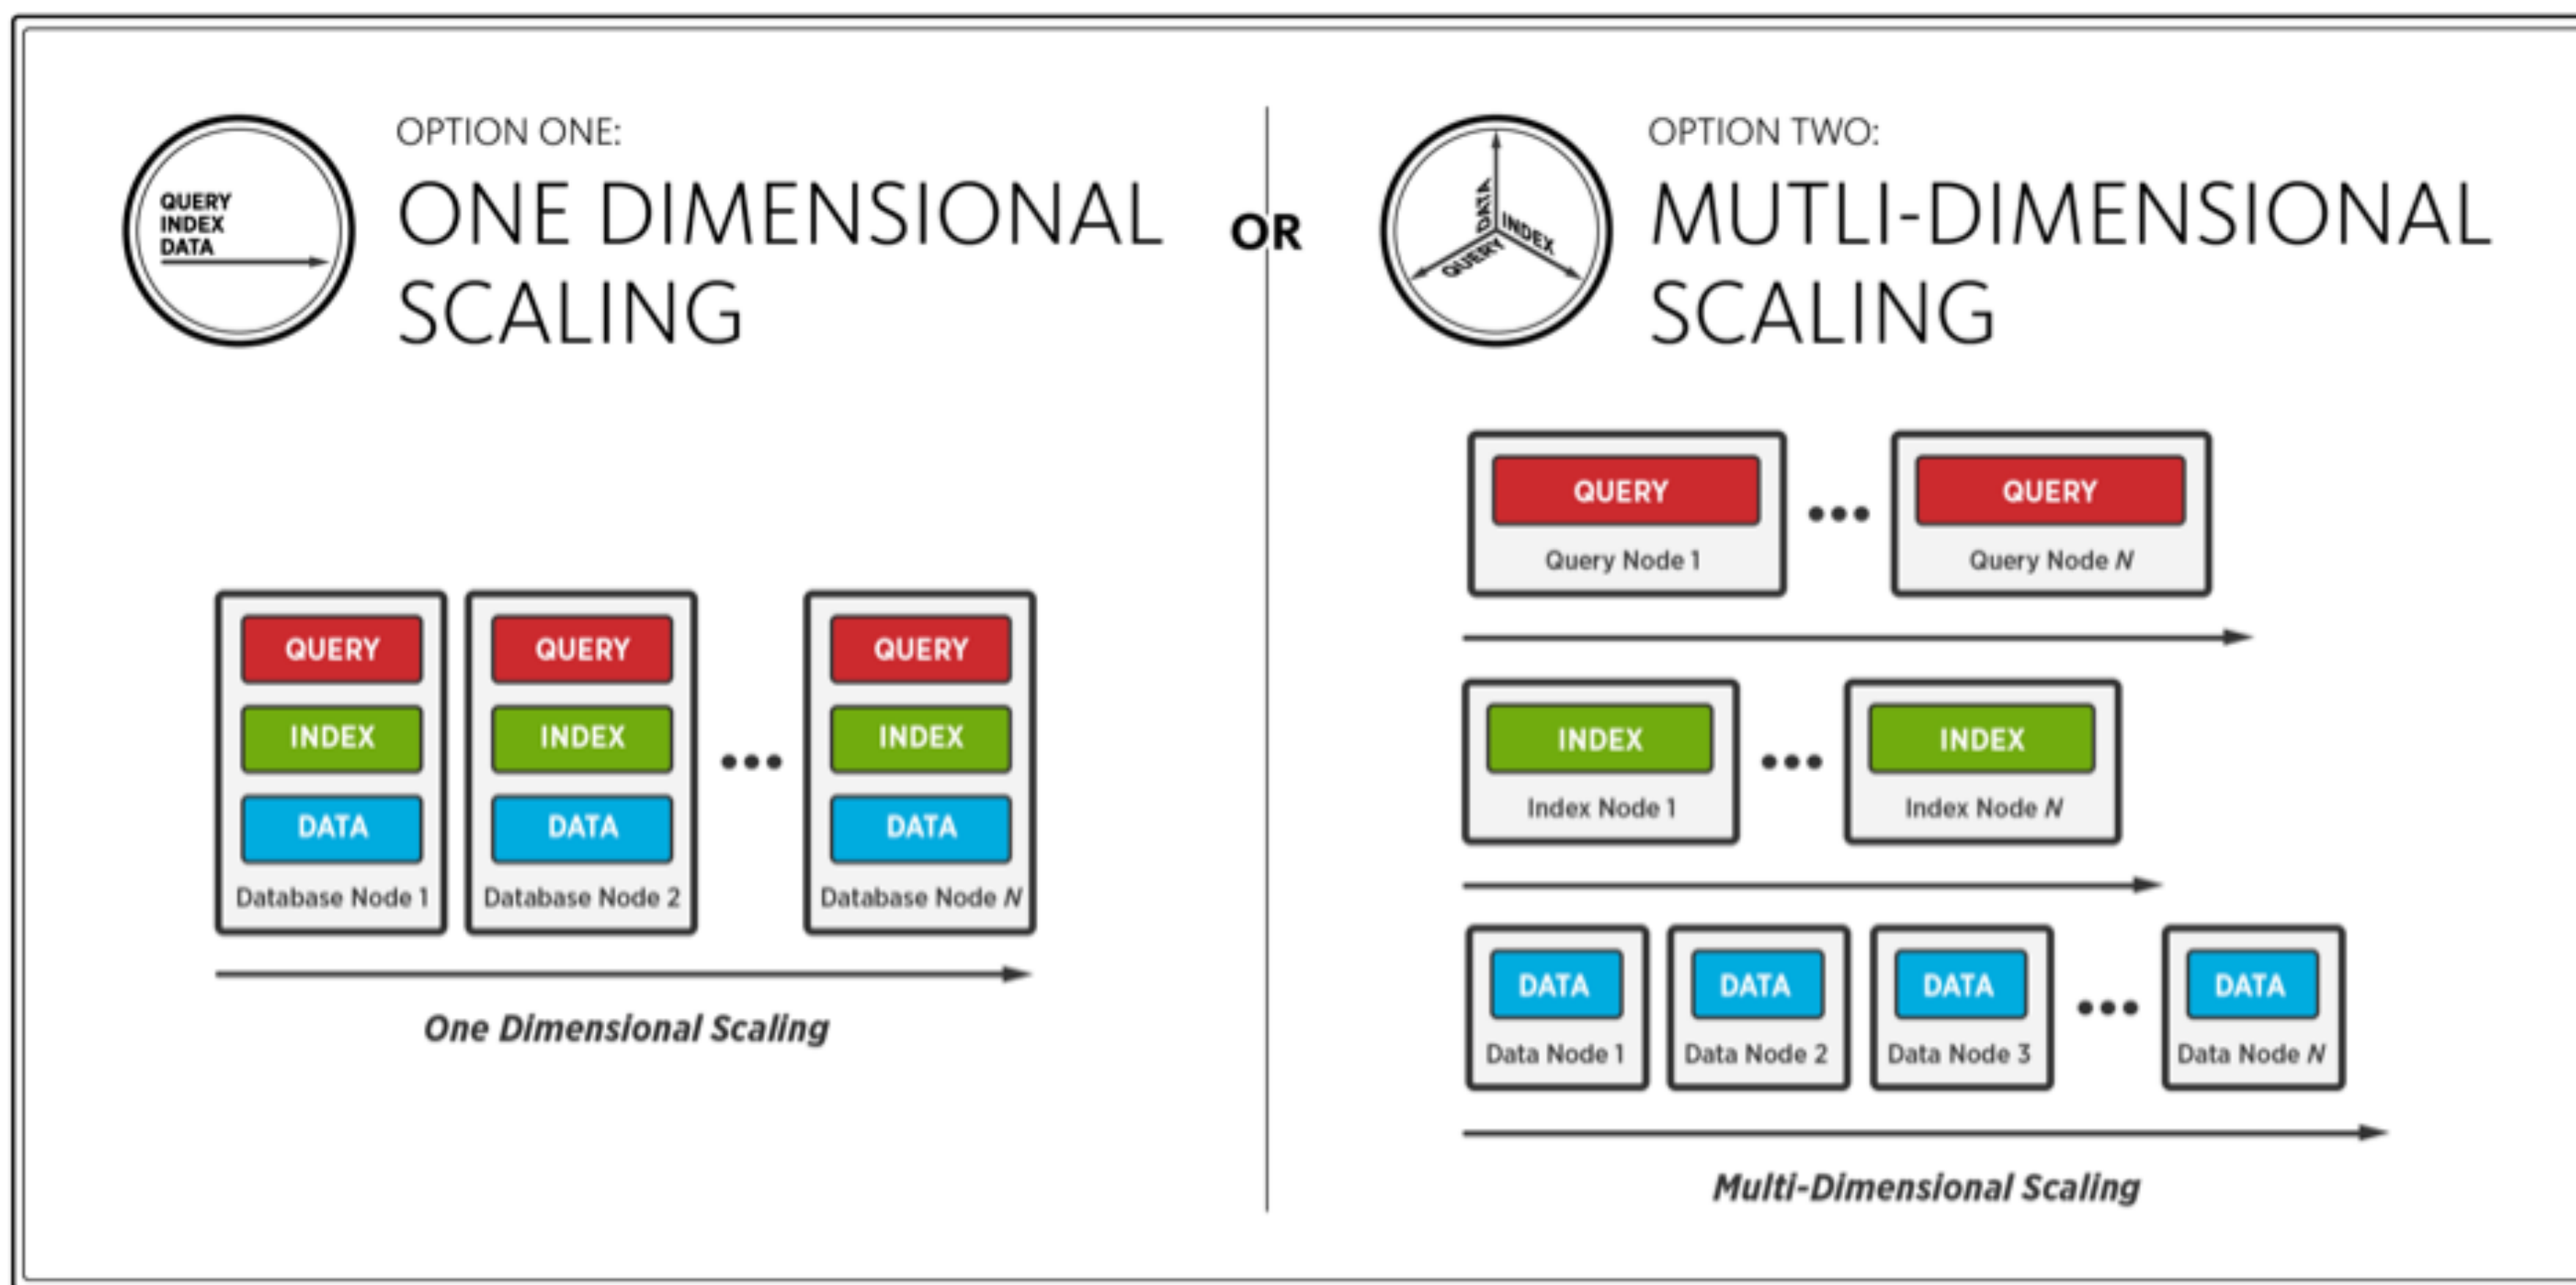 QUERY
INDEX
DATA
OPTION ONE:
ONE DIMENSIONAL
SCALING
QUERY
INDEX
DATA
Database Node 1
QUERY
INDEX
DATA
Database Node 2
•••
QUERY
INDEX
DATA
Database Node N
One Dimensional Scaling
OR
DATA
INDEX
QUERY
OPTION TWO:
MUTLI-DIMENSIONAL
SCALING
QUERY
Query Node 1
•••
QUERY
Query Node N
INDEX
Index Node 1
•••
INDEX
Index Node N
DATA
Data Node 1
DATA
Data Node 2
DATA
Data Node 3
•••
DATA
Data Node N
Multi-Dimensional Scaling